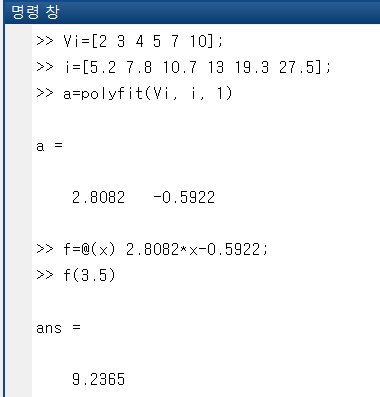 명령 창
>> Vi=[2 3 4 5 7 10];
>> i=[5.2 7.8 10.7 13 19.3 27.5];
>> a=polyfit(Vi, i, 1)
a =
2.8082 -0.5922
>> f=@(x) 2.8082*x-0.5922;
>> f(3.5)
ans =
9.2365